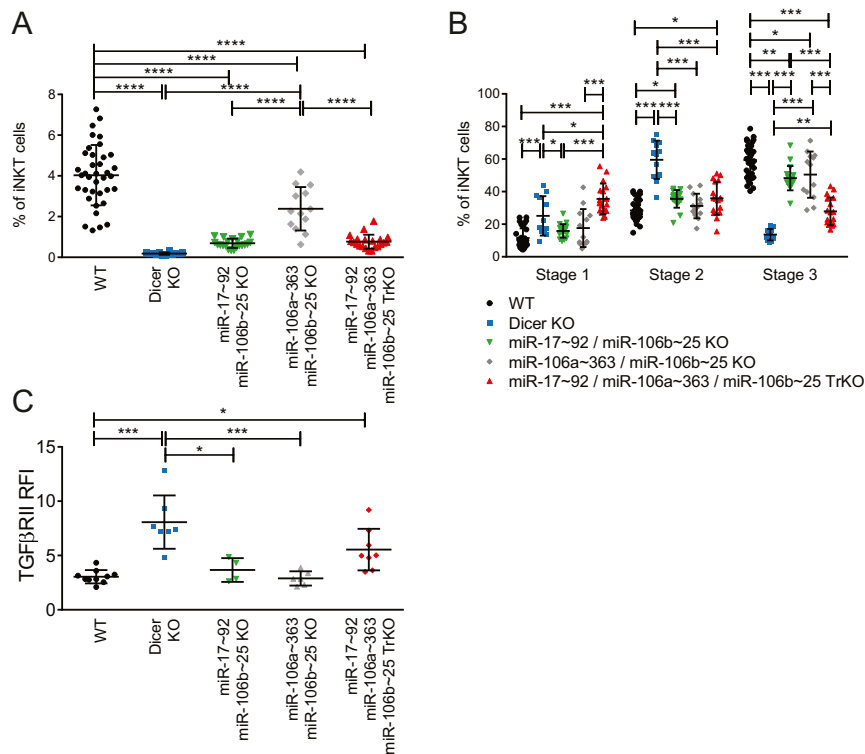 A
****
****
****
****
****
****
****
% of iNKT cells
8
6
4
2
0
WT
Dicer
KO
miR-17~92
miR-106b~25 KO
miR-106a~363
miR-106b~25 KO
miR-17~92
miR-106a~363
miR-106b~25 TrKO
B
*
***
***
*
***
***
***
*
**
***
***
***
***
***
**
***
***
*
***
*
***
% of iNKT cells
100
80
60
40
20
0
Stage 1
Stage 2
Stage 3
WT
Dicer KO
miR-17~92 / miR-106b~25 KO
miR-106a~363 / miR-106b~25 KO
miR-17~92 / miR-106a~363 / miR-106b~25 TrKO
C
*
***
***
*
TGFβRII RFI
15
10
5
0
WT
Dicer
KO
miR-17~92
miR-106b~25 KO
miR-106a~363
miR-106b~25 KO
miR-17~92
miR-106a~363
miR-106b~25 TrKO